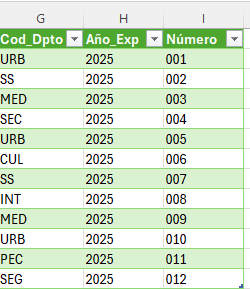 G H I
Cod_Dpto Año_Exp Número
URB 2025 001
SS 2025 002
MED 2025 003
SEC 2025 004
URB 2025 005
CUL 2025 006
SS 2025 007
INT 2025 008
MED 2025 009
URB 2025 010
PEC 2025 011
SEG 2025 012